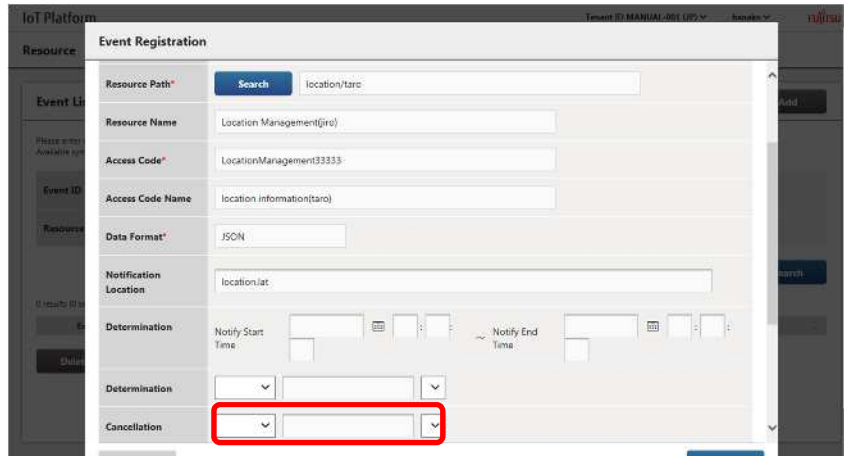 IoT Platform
Tenant ID MANUAL-001 (JP)
hanako
FUJITSU
Resource
Event Registration
Resource Path*
Search
location/taro
Event Li
Add
Resource Name
Location Management(jiro)
Please enter
Access Code*
LocationManagement33333
Event ID
Access Code Name
location information(taro)
Resource
Data Format*
JSON
Notification
Location
location.lat
Search
Determination
Notify Start
Time
:
:
~
Notify End
Time
:
:
Determination
Cancellation